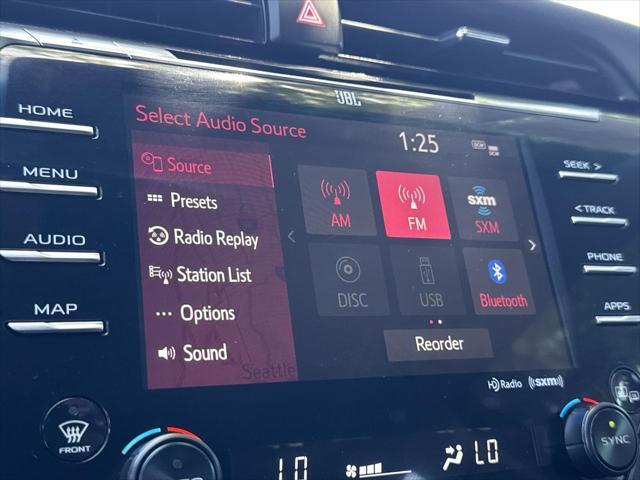 JBL
HOME
MENU
AUDIO
MAP
Select Audio Source
1:25
Source
Presets
Radio Replay
Station List
Options
Sound
Seattle
AM
FM
sxm
SXM
DISC
USB
Bluetooth
Reorder
SEEK >
< TRACK
PHONE
APPS
HD Radio ((sxm))
FRONT
LO
LO
SYNC